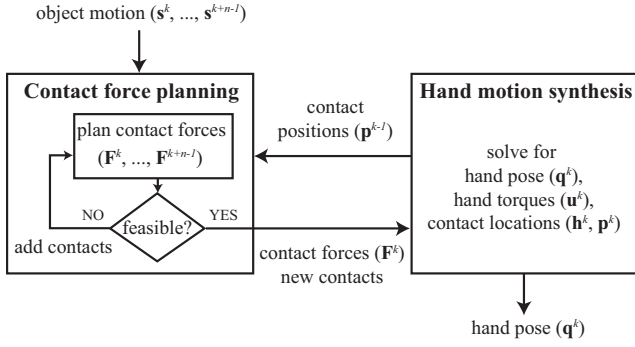 object motion (s^k, ..., s^{k+n-1})
Contact force planning
plan contact forces
(F^k, ..., F^{k+n-1})
feasible?
NO
YES
add contacts
contact
positions (p^{k-1})
contact forces (F^k)
new contacts
Hand motion synthesis
solve for
hand pose (q^k),
hand torques (u^k),
contact locations (h^k, p^k)
hand pose (q^k)